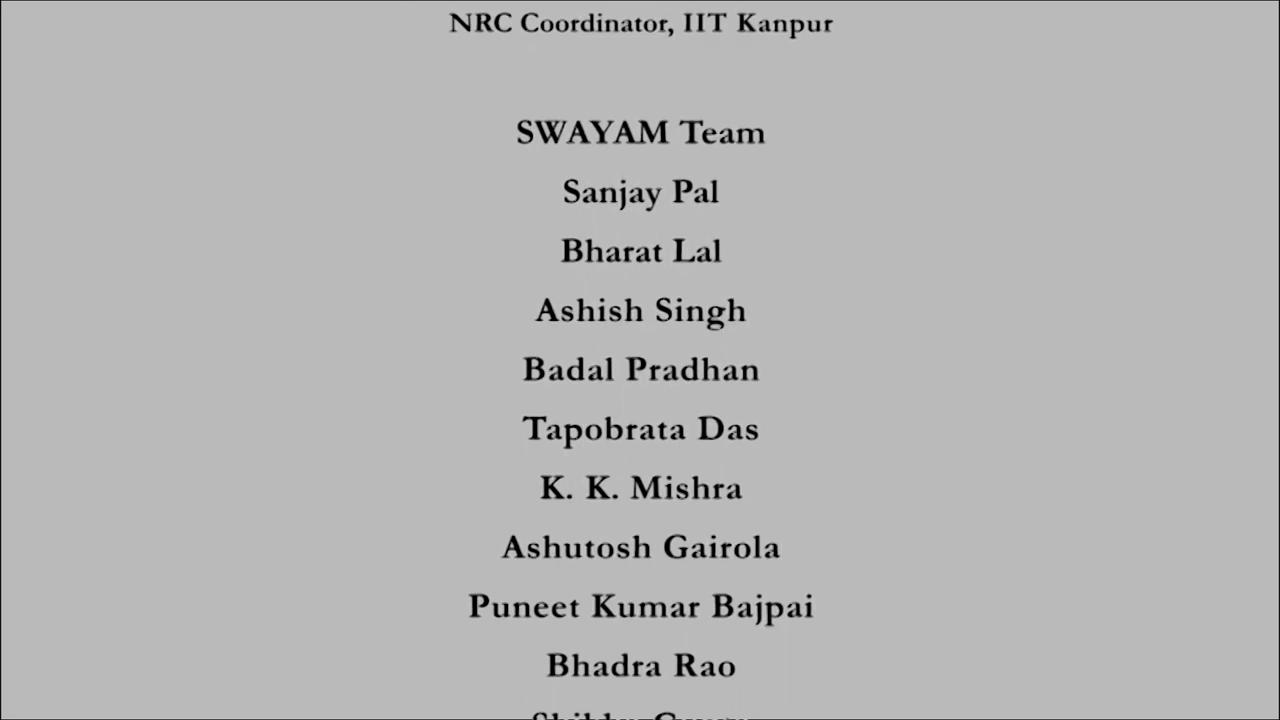 NRC Coordinator, IIT Kanpur
SWAYAM Team
Sanjay Pal
Bharat Lal
Ashish Singh
Badal Pradhan
Tapobrata Das
K. K. Mishra
Ashutosh Gairola
Puneet Kumar Bajpai
Bhadra Rao